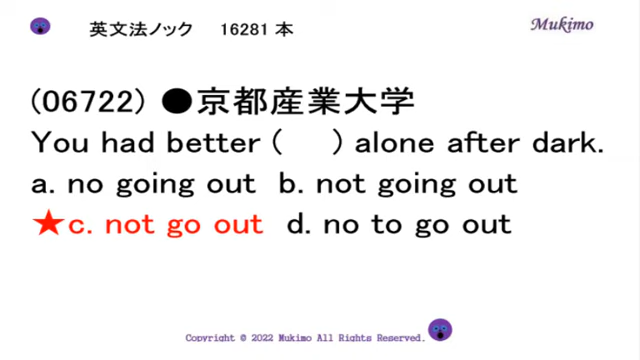 英文法ノック 16281 本 Mukimo
(06722) ●京都産業大学
You had better ( ) alone after dark.
a. no going out b. not going out
★c. not go out d. no to go out
Copyright © 2022 Mukimo All Rights Reserved.